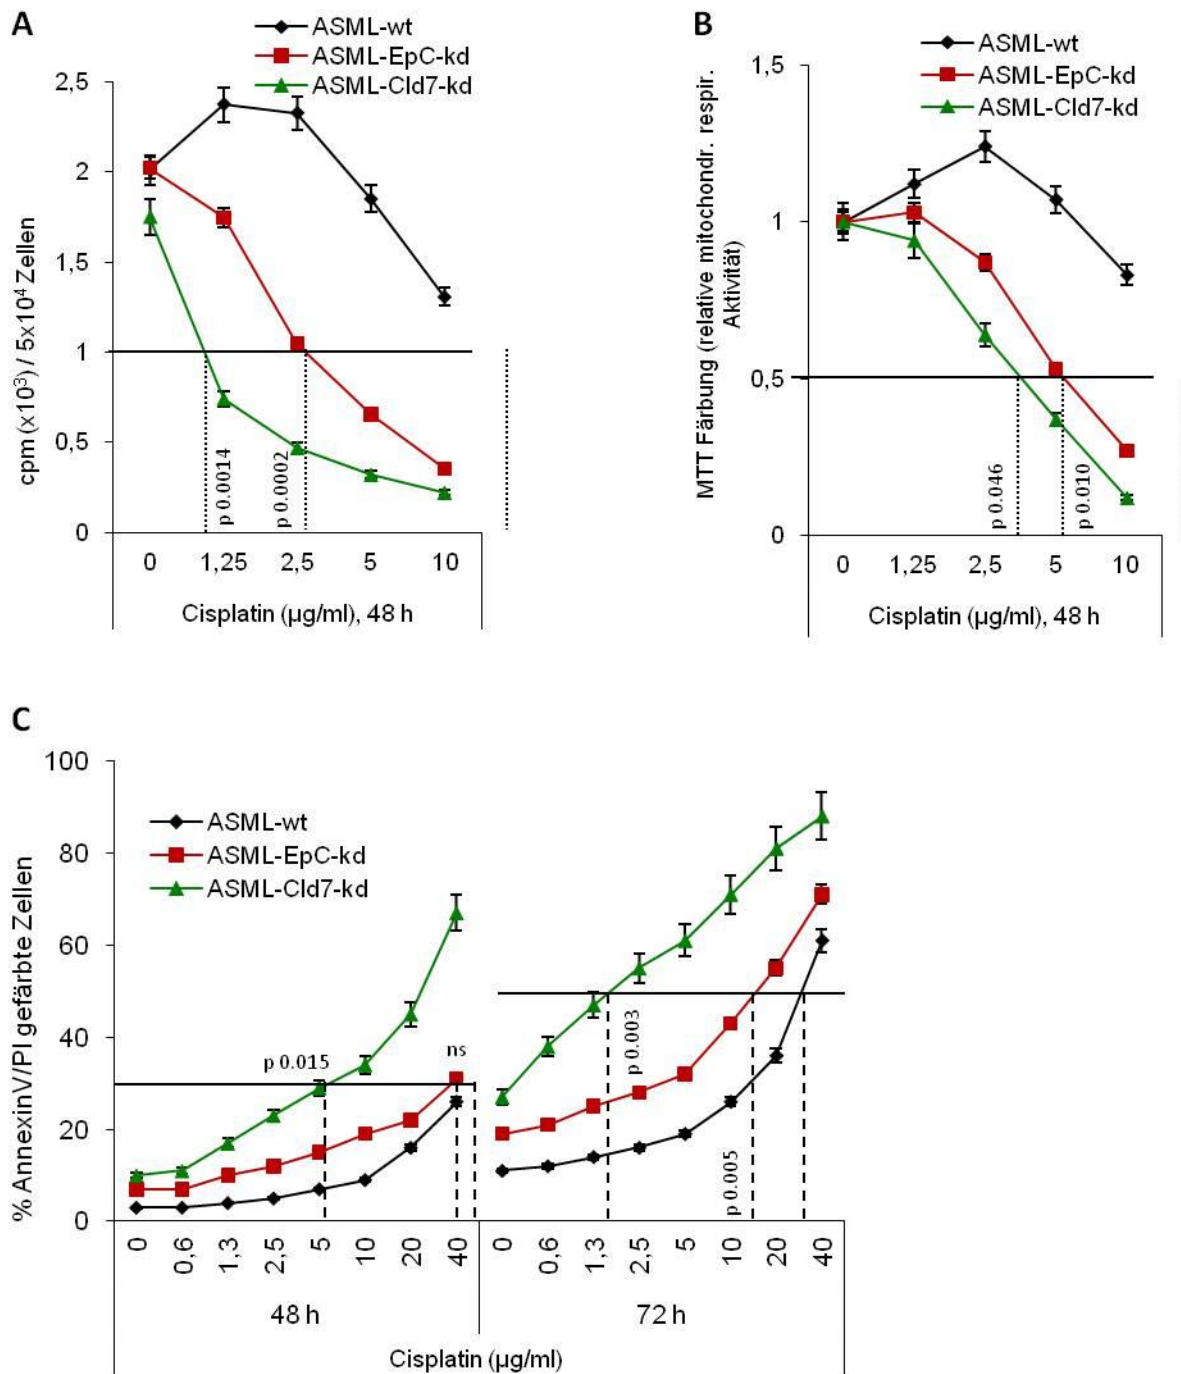 A
ASML-wt
ASML-EpC-kd
ASML-Cld7-kd
cpm (x10³) / 5x10⁴ Zellen
2,5
2
1,5
1
0,5
0
p 0.0014
p 0.0002
0 1,25 2,5 5 10
Cisplatin (µg/ml), 48 h
B
ASML-wt
ASML-EpC-kd
ASML-Cld7-kd
MTT Färbung (relative mitochondr. respir.
Aktivität)
1,5
1
0,5
0
p 0.046
p 0.010
0 1,25 2,5 5 10
Cisplatin (µg/ml), 48 h
C
ASML-wt
ASML-EpC-kd
ASML-Cld7-kd
% AnnexinV/PI gefärbte Zellen
100
80
60
40
20
0
p 0.015
ns
p 0.003
p 0.005
0 0,6 1,3 2,5 5 10 20 40 0 0,6 1,3 2,5 5 10 20 40
48 h 72 h
Cisplatin (µg/ml)